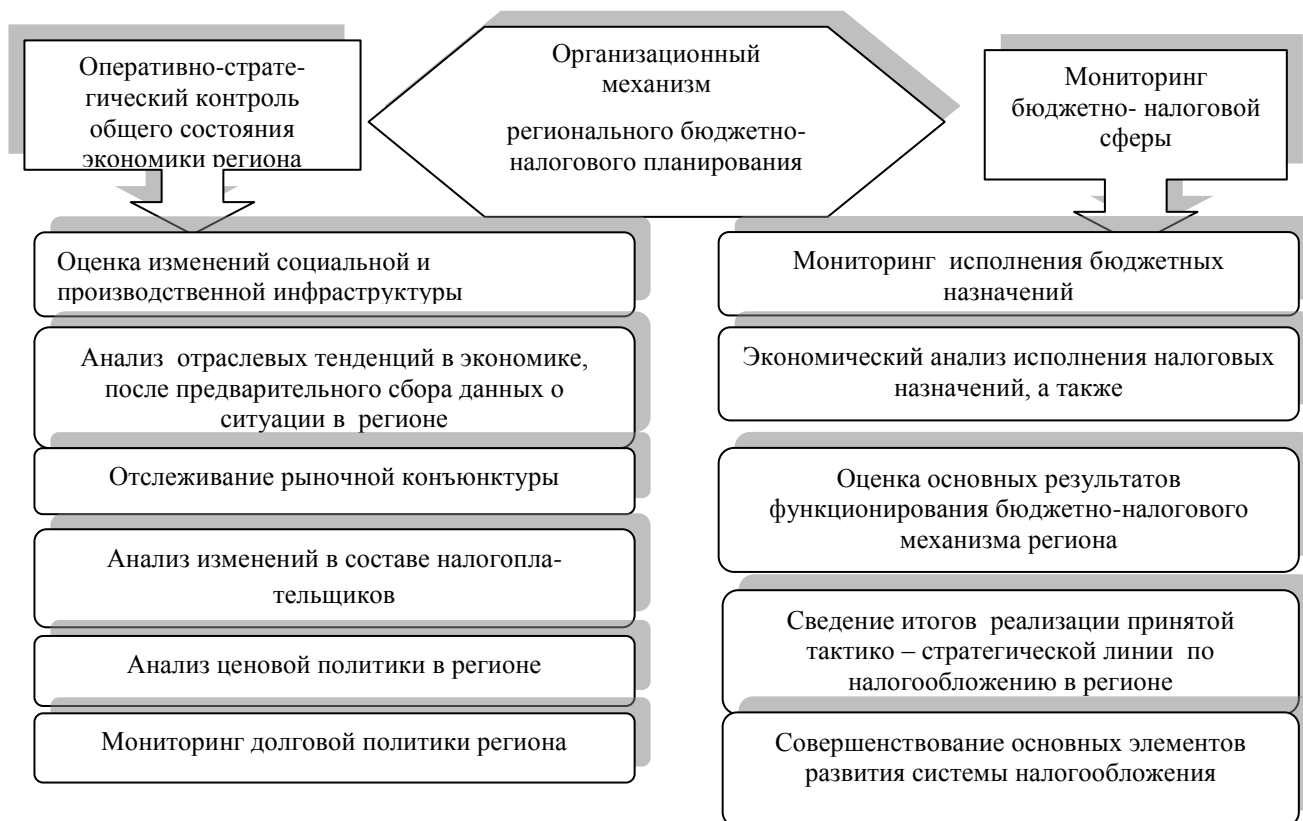 Оперативно-страте-
гический контроль
общего состояния
экономики региона
Организационный
механизм
регионального бюджетно-
налогового планирования
Мониторинг
бюджетно- налоговой
сферы
Оценка изменений социальной и
производственной инфраструктуры
Анализ отраслевых тенденций в экономике,
после предварительного сбора данных о
ситуации в регионе
Отслеживание рыночной конъюнктуры
Анализ изменений в составе налогопла-
тельщиков
Анализ ценовой политики в регионе
Мониторинг долговой политики региона
Мониторинг исполнения бюджетных
назначений
Экономический анализ исполнения налоговых
назначений, а также
Оценка основных результатов
функционирования бюджетно-налогового
механизма региона
Сведение итогов реализации принятой
тактико – стратегической линии по
налогообложению в регионе
Совершенствование основных элементов
развития системы налогообложения